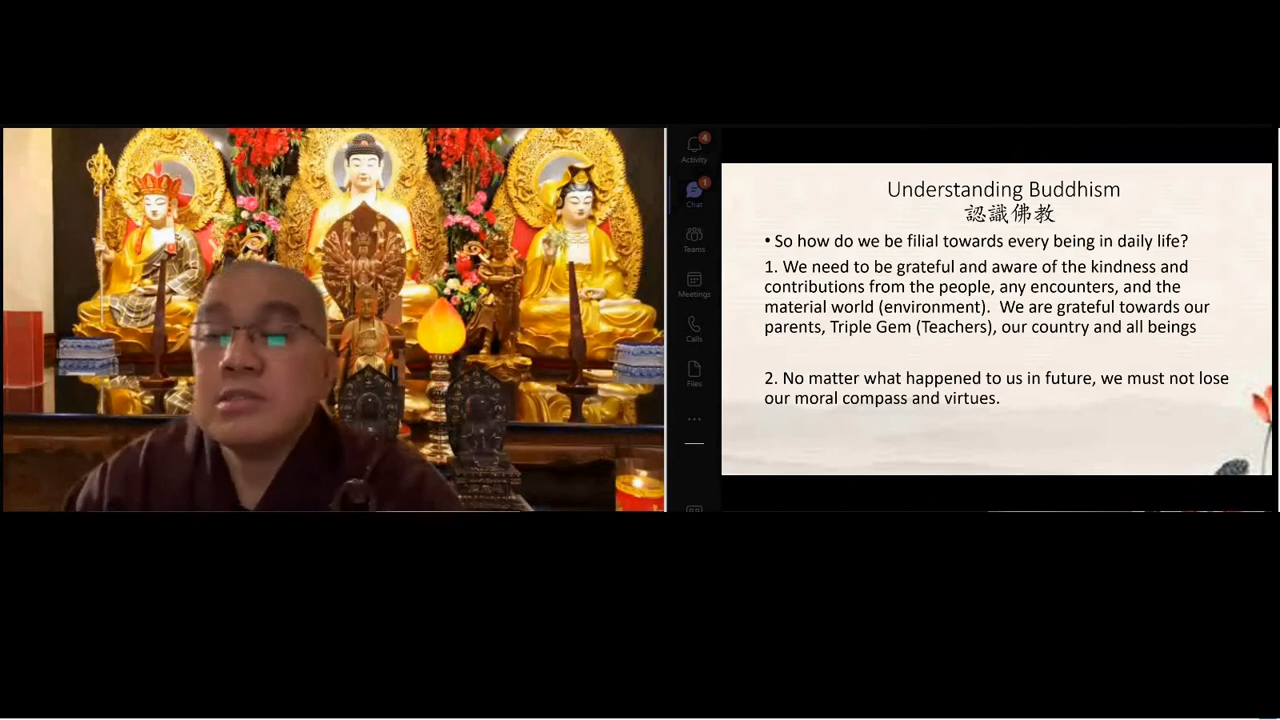 4
Activity
1
Chat
Teams
Meetings
Calls
Files
Understanding Buddhism
認識佛教
• So how do we be filial towards every being in daily life?
1. We need to be grateful and aware of the kindness and
contributions from the people, any encounters, and the
material world (environment).  We are grateful towards our
parents, Triple Gem (Teachers), our country and all beings
2. No matter what happened to us in future, we must not lose
our moral compass and virtues.